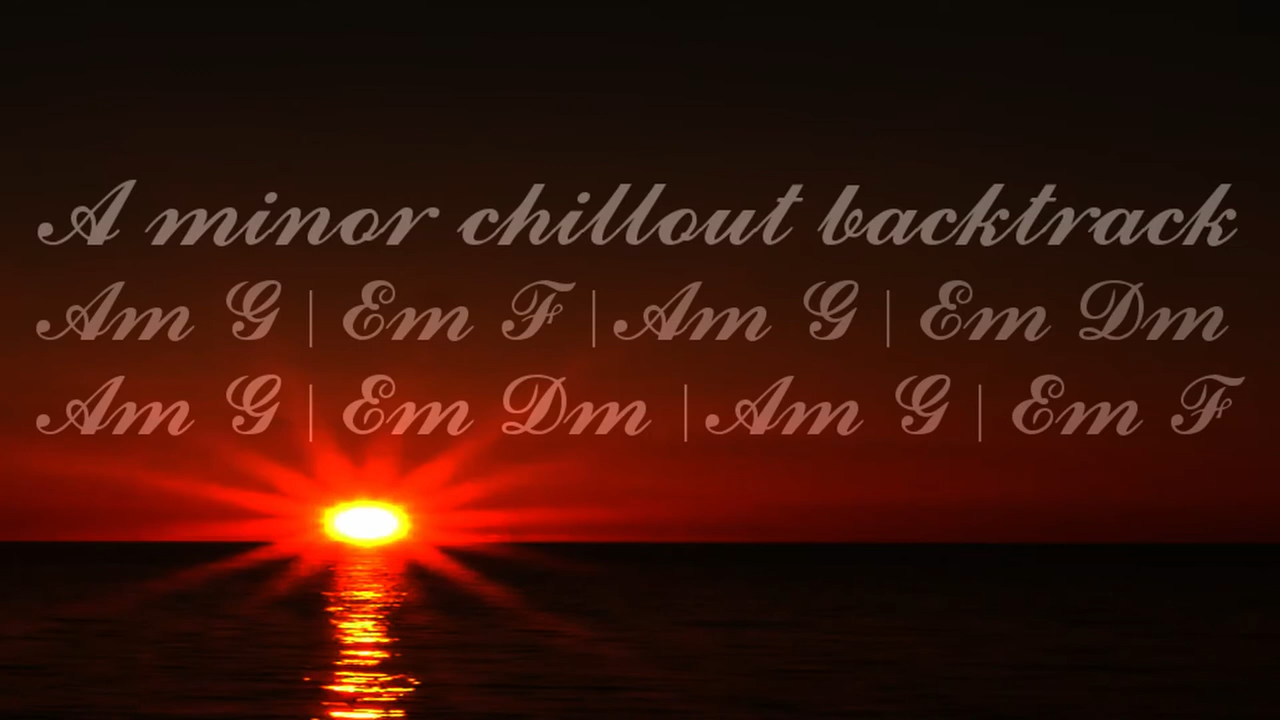 A minor chillout backtrack
Am G | Em F | Am G | Em Dm
Am G | Em Dm | Am G | Em F